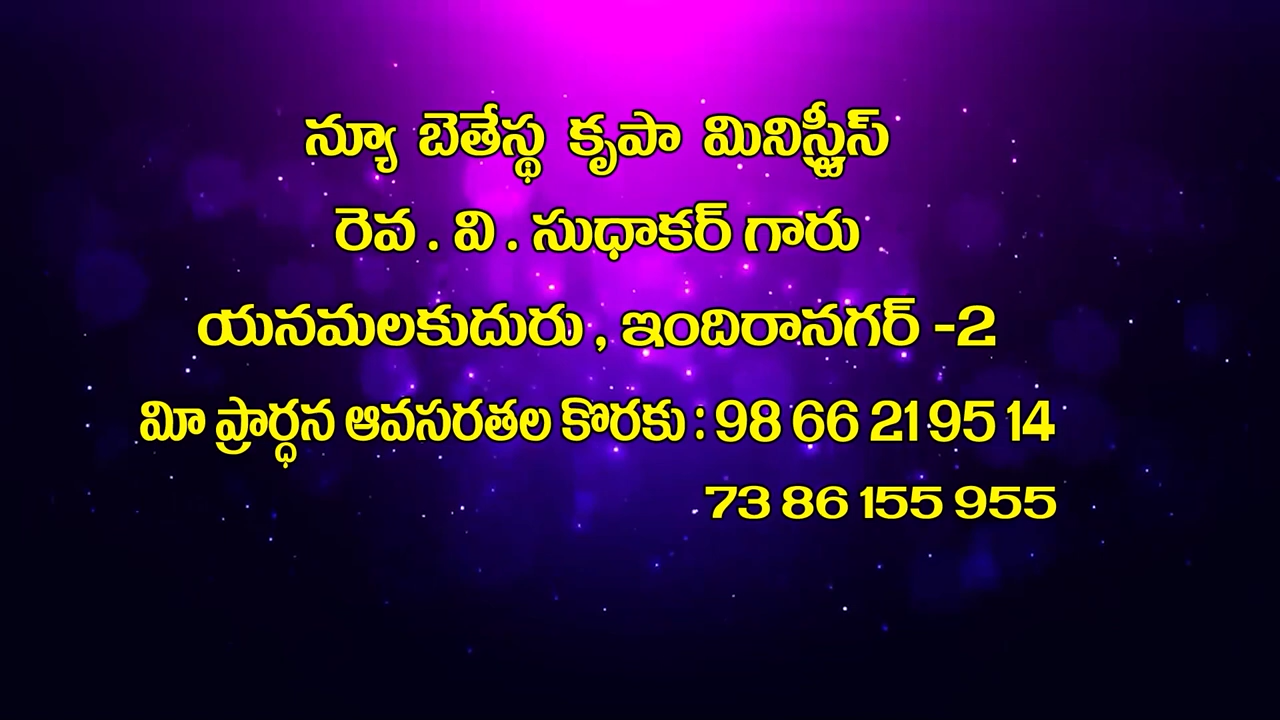 న్యూ బెతేస్థ కృపా మినిస్ట్రీస్
రెవ . వి . సుధాకర్ గారు
యనమలకుదురు , ఇందిరానగర్ -2
మీ ప్రార్ధన ఆవసరతల కొరకు : 98 66 21 95 14
73 86 155 955